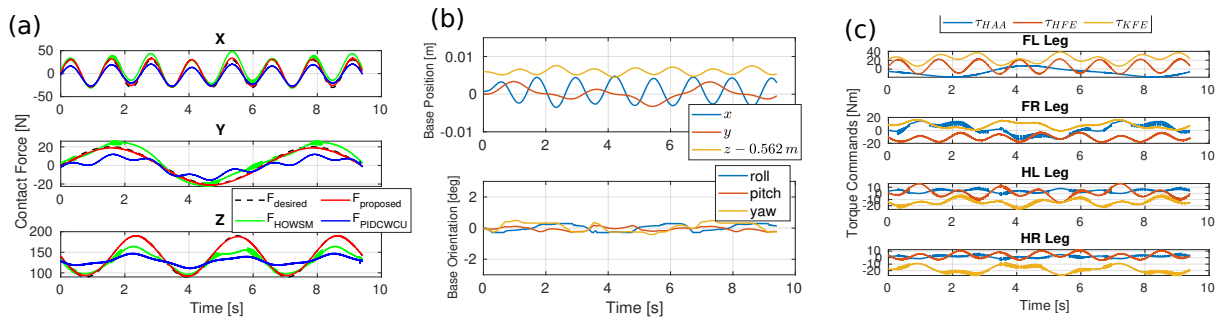 (a)
X
50
0
-50
0 2 4 6 8 10
Y
20
0
-20
0 2 4 6 8 10
F_desired F_proposed
F_HOWSM F_PIDCWCU
Z
200
150
100
0 2 4 6 8 10
Contact Force [N]
Time [s]
(b)
0.01
0
-0.01
0 2 4 6 8 10
Base Position [m]
x
y
z − 0.562 m
2
0
-2
0 2 4 6 8 10
Base Orientation [deg]
roll
pitch
yaw
Time [s]
(c)
τ_HAA τ_HFE τ_KFE
FL Leg
40
20
0
0 2 4 6 8 10
FR Leg
10
0
-10
0 2 4 6 8 10
HL Leg
10
0
-10
-20
0 2 4 6 8 10
HR Leg
10
0
-10
-20
0 2 4 6 8 10
Torque Commands [Nm]
Time [s]